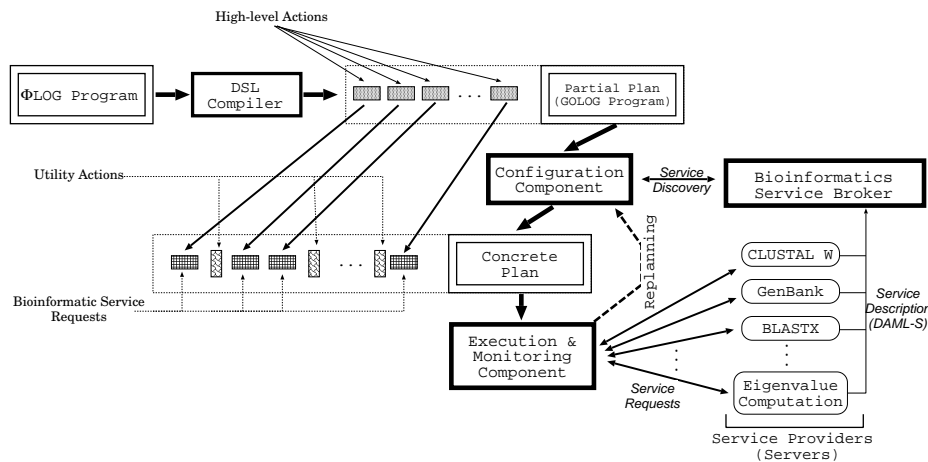 High-level Actions
ΦLOG Program
DSL
Compiler
. . .
Partial Plan
(GOLOG Program)
Utility Actions
Configuration
Component
Service
Discovery
Bioinformatics
Service Broker
. . .
Concrete
Plan
Replanning
Bioinformatic Service
Requests
CLUSTAL W
GenBank
BLASTX
Service
Description
(DAML-S)
Execution &
Monitoring
Component
Service
Requests
Eigenvalue
Computation
Service Providers
(Servers)